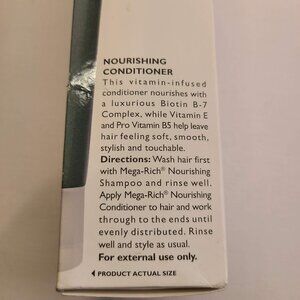 NOURISHING
CONDITIONER
This vitamin-infused
conditioner nourishes with
a luxurious Biotin B-7
Complex, while Vitamin E
and Pro Vitamin B5 help leave
hair feeling soft, smooth,
stylish and touchable.
Directions: Wash hair first
with Mega-Rich® Nourishing
Shampoo and rinse well.
Apply Mega-Rich® Nourishing
Conditioner to hair and work
through to the ends until
evenly distributed. Rinse
well and style as usual.
For external use only.
PRODUCT ACTUAL SIZE